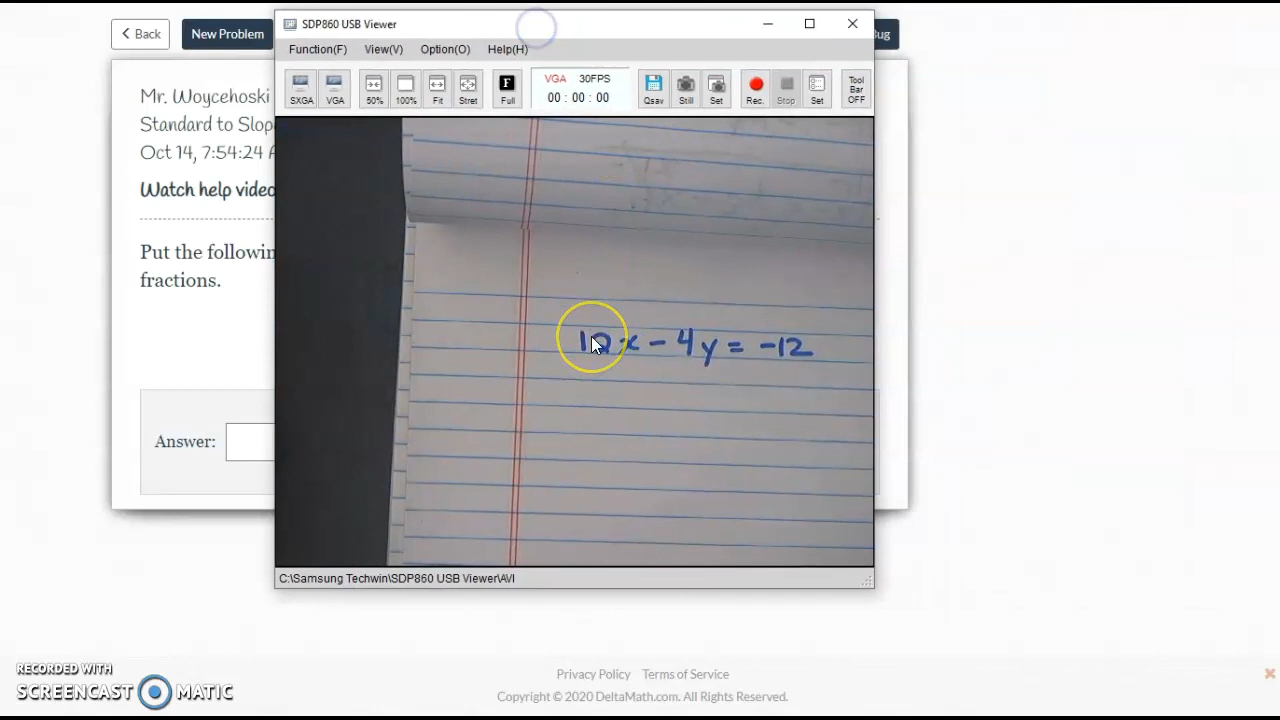 Back
New Problem
ug
Mr. Woycehoski
Standard to Slop
Oct 14, 7:54:24 A
Watch help video
Put the followin
fractions.
Answer:
SDP860 USB Viewer
Function(F) View(V) Option(O) Help(H)
SXGA VGA 50% 100% Fit Stret F Full
VGA 30FPS
00 : 00 : 00
Qsav Still Set Rec. Stop Set
Tool
Bar
OFF
12x - 4y = -12
C:\Samsung Techwin\SDP860 USB Viewer\AVI
RECORDED WITH
SCREENCAST MATIC
Privacy Policy Terms of Service
Copyright © 2020 DeltaMath.com. All Rights Reserved.